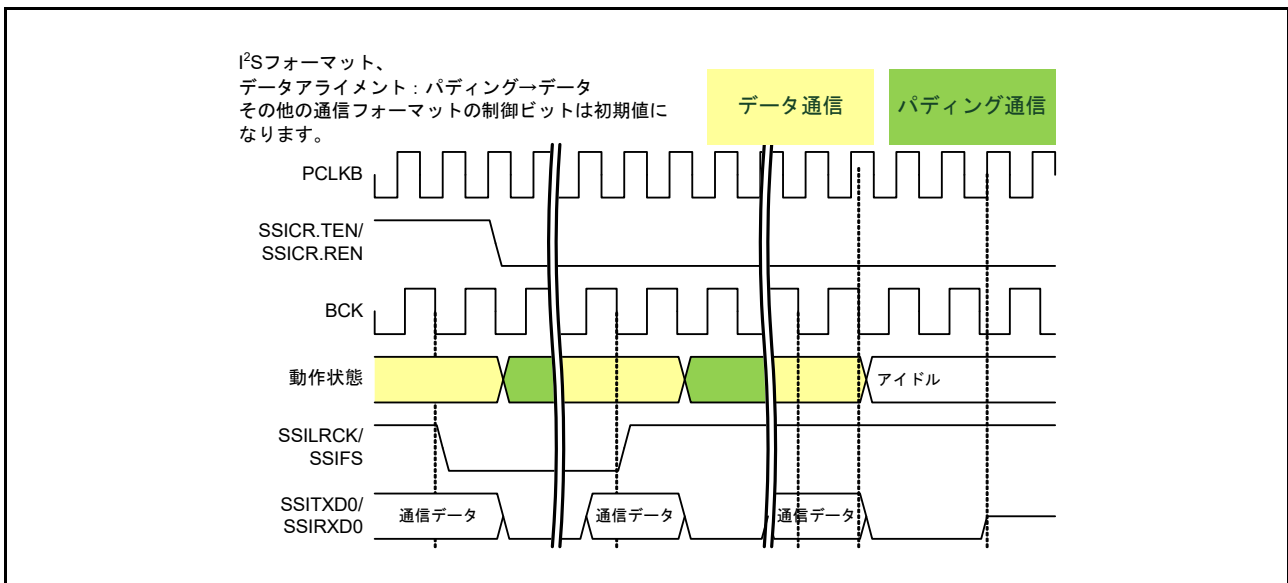 I²Sフォーマット、
データアライメント：パディング→データ
その他の通信フォーマットの制御ビットは初期値に
なります。
データ通信
パディング通信
PCLKB
SSICR.TEN/
SSICR.REN
BCK
動作状態
アイドル
SSILRCK/
SSIFS
SSITXD0/
SSIRXD0
通信データ
通信データ
通信データ